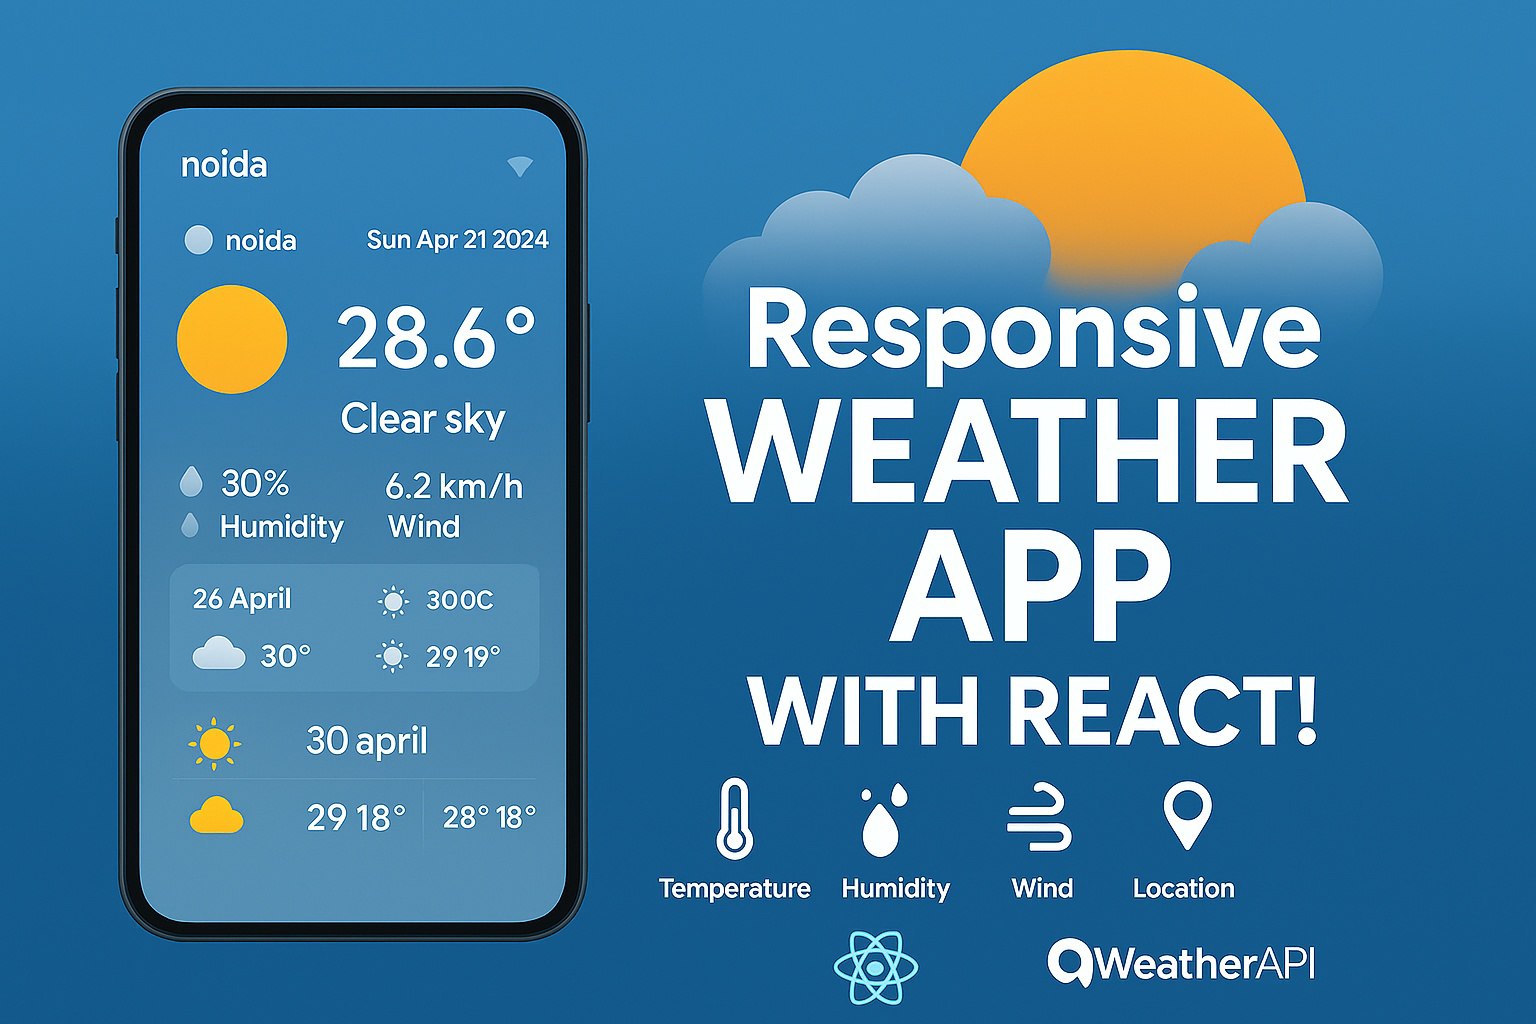 noida
noida
Sun Apr 21 2024
28.6°
Clear sky
30%
6.2 km/h
Humidity
Wind
26 April
300C
30°
29 19°
30 april
29 18°
28° 18°
Responsive
WEATHER
APP
WITH REACT!
Temperature
Humidity
Wind
Location
WeatherAPI